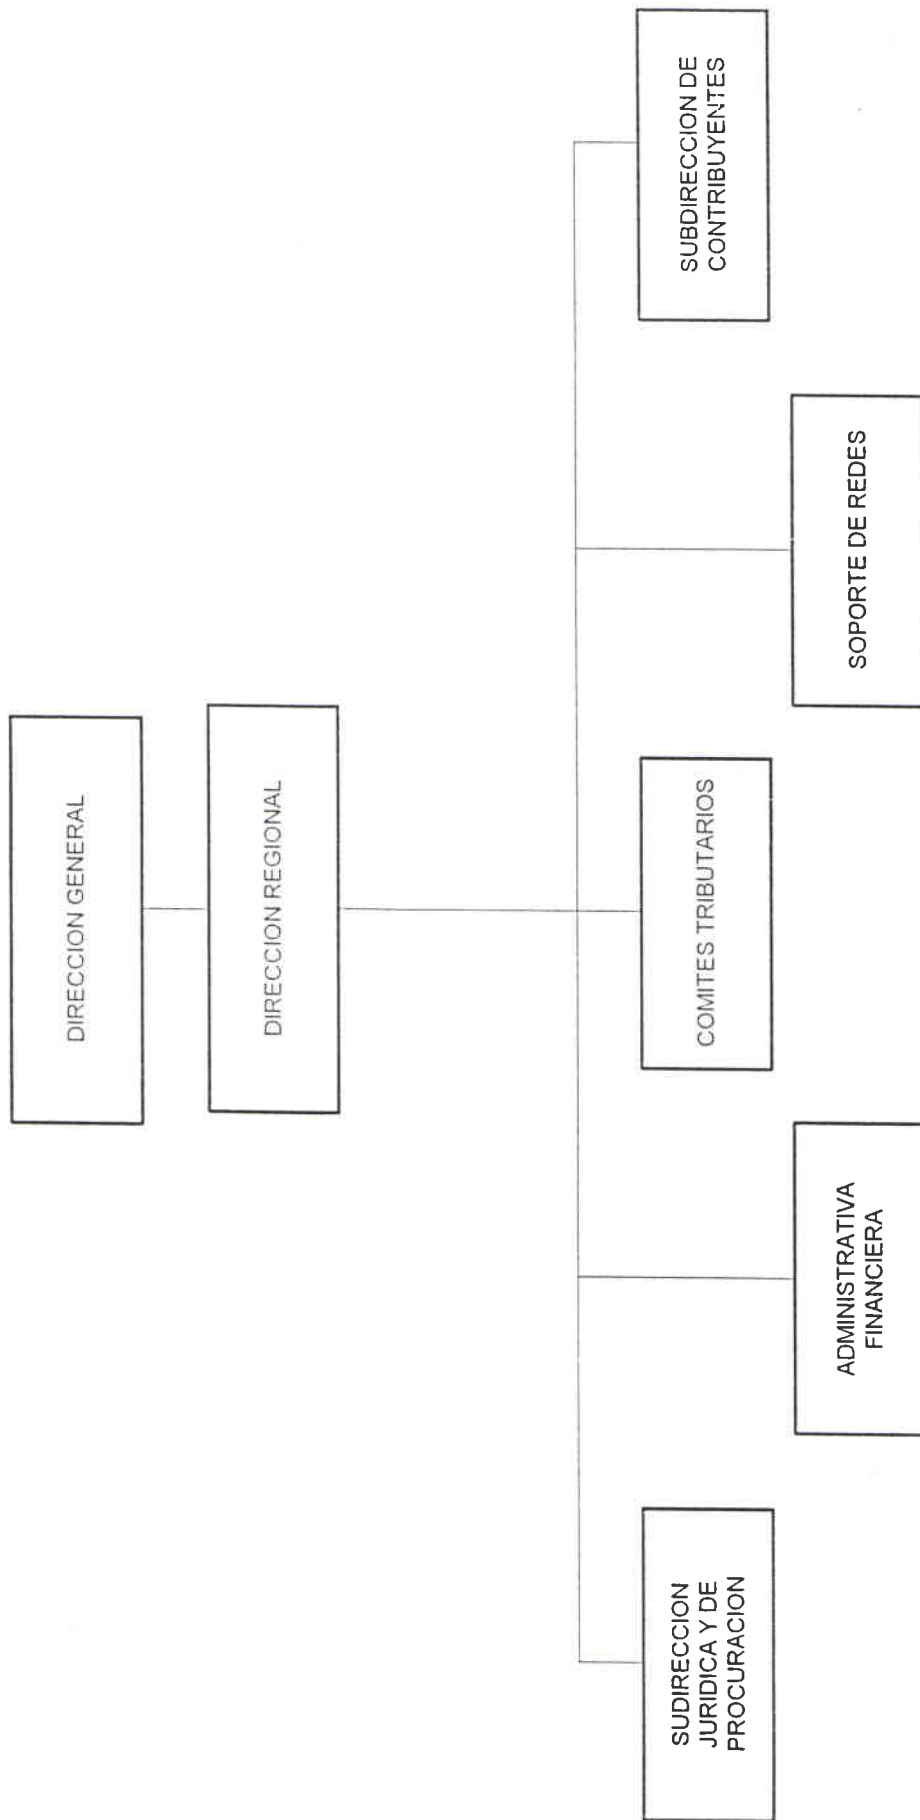 DIRECCION GENERAL
DIRECCION REGIONAL
SUDIRECCION
JURIDICA Y DE
PROCURACION
COMITES TRIBUTARIOS
SUBDIRECCION DE
CONTRIBUYENTES
ADMINISTRATIVA
FINANCIERA
SOPORTE DE REDES